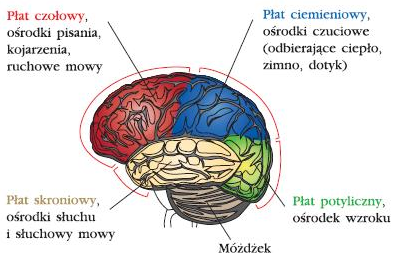 Płat czołowy,
ośrodki pisania,
kojarzenia,
ruchowe mowy
Płat ciemieniowy,
ośrodki czuciowe
(odbierające ciepło,
zimno, dotyk)
Płat skroniowy,
ośrodki słuchu
i słuchowy mowy
Płat potyliczny,
ośrodek wzroku
Móżdżek